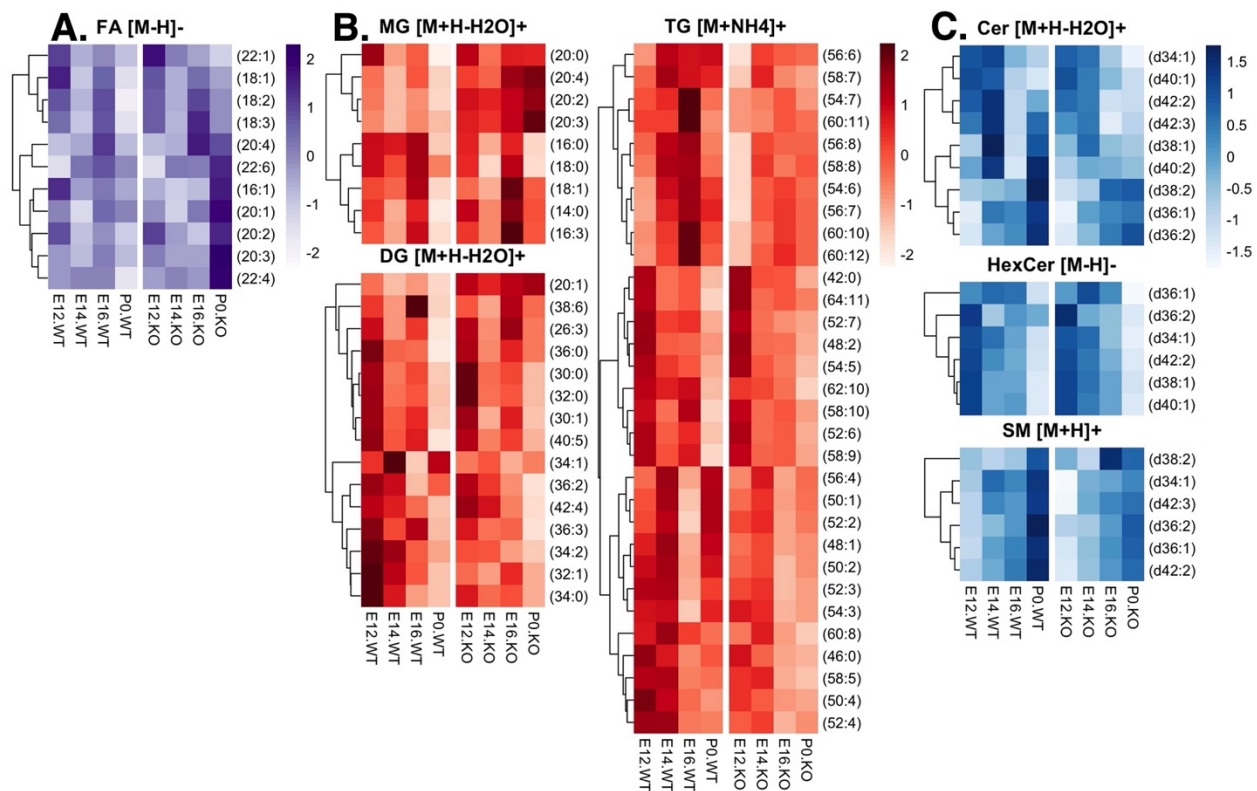 A.
FA [M-H]-
(22:1)
(18:1)
(18:2)
(18:3)
(20:4)
(22:6)
(16:1)
(20:1)
(20:2)
(20:3)
(22:4)
2
1
0
-1
-2
E12.WT
E14.WT
E16.WT
P0.WT
E12.KO
E14.KO
E16.KO
P0.KO
B.
MG [M+H-H2O]+
(20:0)
(20:4)
(20:2)
(20:3)
(16:0)
(18:0)
(18:1)
(14:0)
(16:3)
DG [M+H-H2O]+
(20:1)
(38:6)
(26:3)
(36:0)
(30:0)
(32:0)
(30:1)
(40:5)
(34:1)
(36:2)
(42:4)
(36:3)
(34:2)
(32:1)
(34:0)
E12.WT
E14.WT
E16.WT
P0.WT
E12.KO
E14.KO
E16.KO
P0.KO
TG [M+NH4]+
(56:6)
(58:7)
(54:7)
(60:11)
(56:8)
(58:8)
(54:6)
(56:7)
(60:10)
(60:12)
(42:0)
(64:11)
(52:7)
(48:2)
(54:5)
(62:10)
(58:10)
(52:6)
(58:9)
(56:4)
(50:1)
(52:2)
(48:1)
(50:2)
(52:3)
(54:3)
(60:8)
(46:0)
(58:5)
(50:4)
(52:4)
2
1
0
-1
-2
E12.WT
E14.WT
E16.WT
P0.WT
E12.KO
E14.KO
E16.KO
P0.KO
C.
Cer [M+H-H2O]+
(d34:1)
(d40:1)
(d42:2)
(d42:3)
(d38:1)
(d40:2)
(d38:2)
(d36:1)
(d36:2)
1.5
1
0.5
0
-0.5
-1
-1.5
HexCer [M-H]-
(d36:1)
(d36:2)
(d34:1)
(d42:2)
(d38:1)
(d40:1)
SM [M+H]+
(d38:2)
(d34:1)
(d42:3)
(d36:2)
(d36:1)
(d42:2)
E12.WT
E14.WT
E16.WT
P0.WT
E12.KO
E14.KO
E16.KO
P0.KO